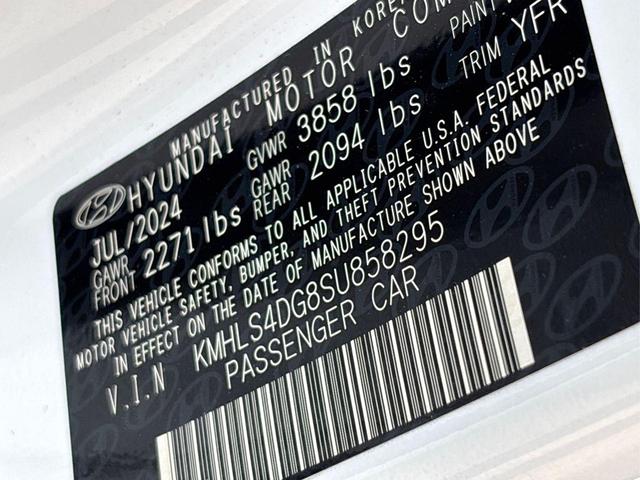 MANUFACTURED IN KOREA
HYUNDAI MOTOR COM
PAINT
JUL/2024 GVWR 3858 lbs TRIM YFR
GAWR FRONT 2271 lbs GAWR REAR 2094 lbs
THIS VEHICLE CONFORMS TO ALL APPLICABLE U.S.A. FEDERAL
MOTOR VEHICLE SAFETY, BUMPER, AND THEFT PREVENTION STANDARDS
IN EFFECT ON THE DATE OF MANUFACTURE SHOWN ABOVE
V.I.N KMHLS4DG8SU858295
PASSENGER CAR